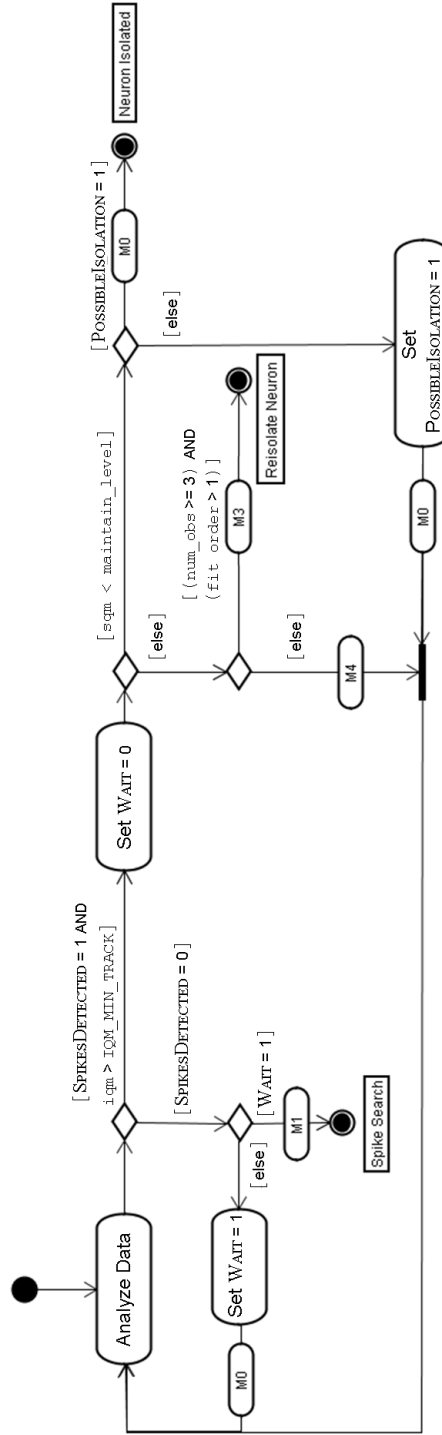 Analyze Data
[SPIKESDETECTED = 1 AND
iqm > IQM_MIN_TRACK]
[SPIKESDETECTED = 0]
[WAIT = 1]
[else]
Set WAIT = 1
M0
M1
Spike Search
Set WAIT = 0
[sqm < maintain_level]
[else]
[(num_obs >= 3) AND
(fit order > 1)]
M3
Reisolate Neuron
[else]
M4
[POSSIBLEISOLATION = 1]
M0
Neuron Isolated
[else]
Set
POSSIBLEISOLATION = 1
M0